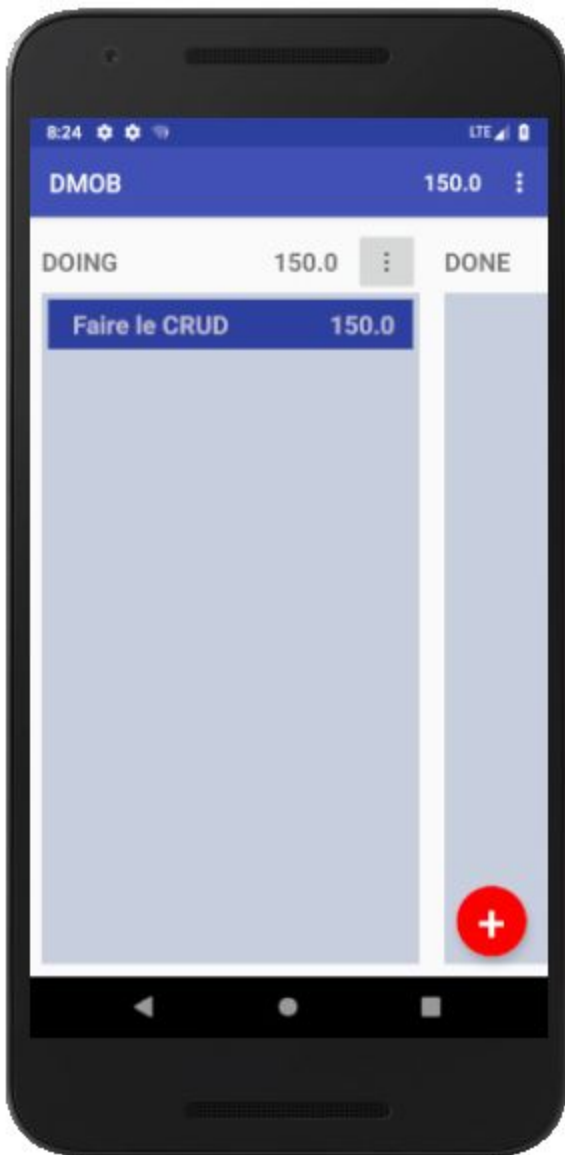 8:24 LTE
DMOB 150.0
DOING 150.0 DONE
Faire le CRUD 150.0
+